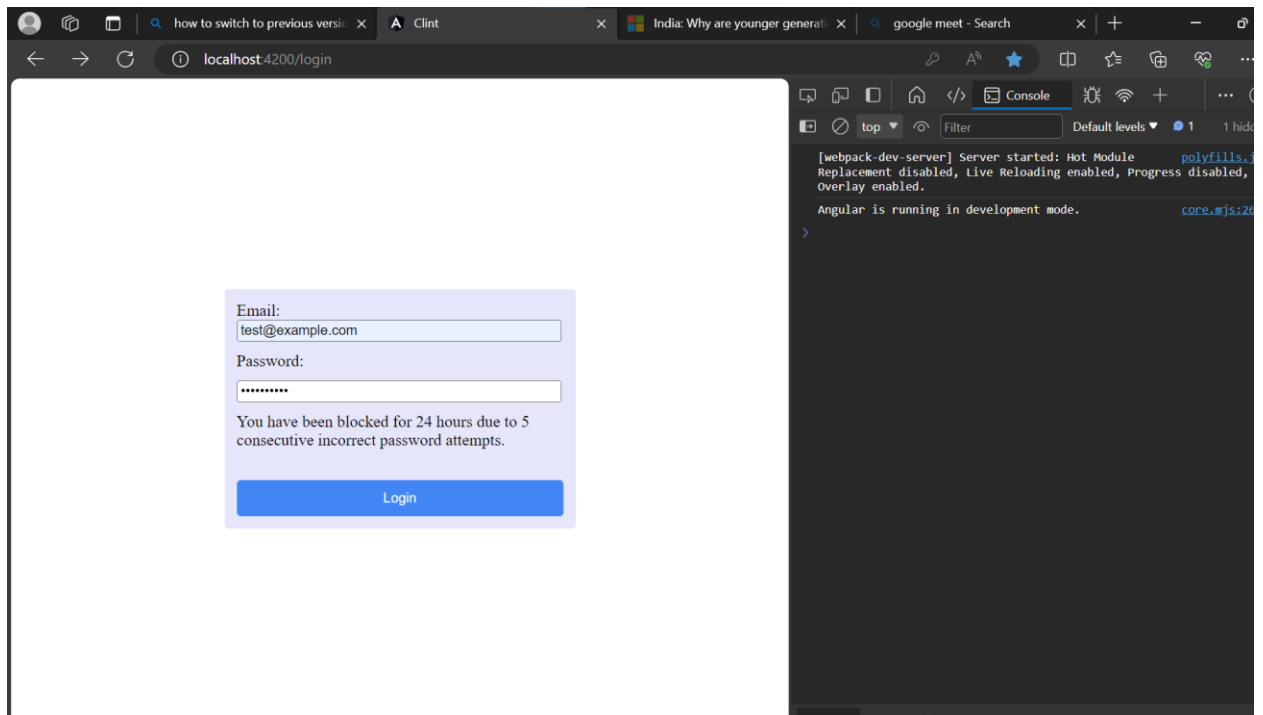 how to switch to previous versio
Clint
India: Why are younger generati
google meet - Search
localhost:4200/login
Console
top
Filter
Default levels
1
1 hidd
[webpack-dev-server] Server started: Hot Module polyfills.j
Replacement disabled, Live Reloading enabled, Progress disabled,
Overlay enabled.
Angular is running in development mode. core.mjs:26
Email:
test@example.com
Password:
You have been blocked for 24 hours due to 5
consecutive incorrect password attempts.
Login